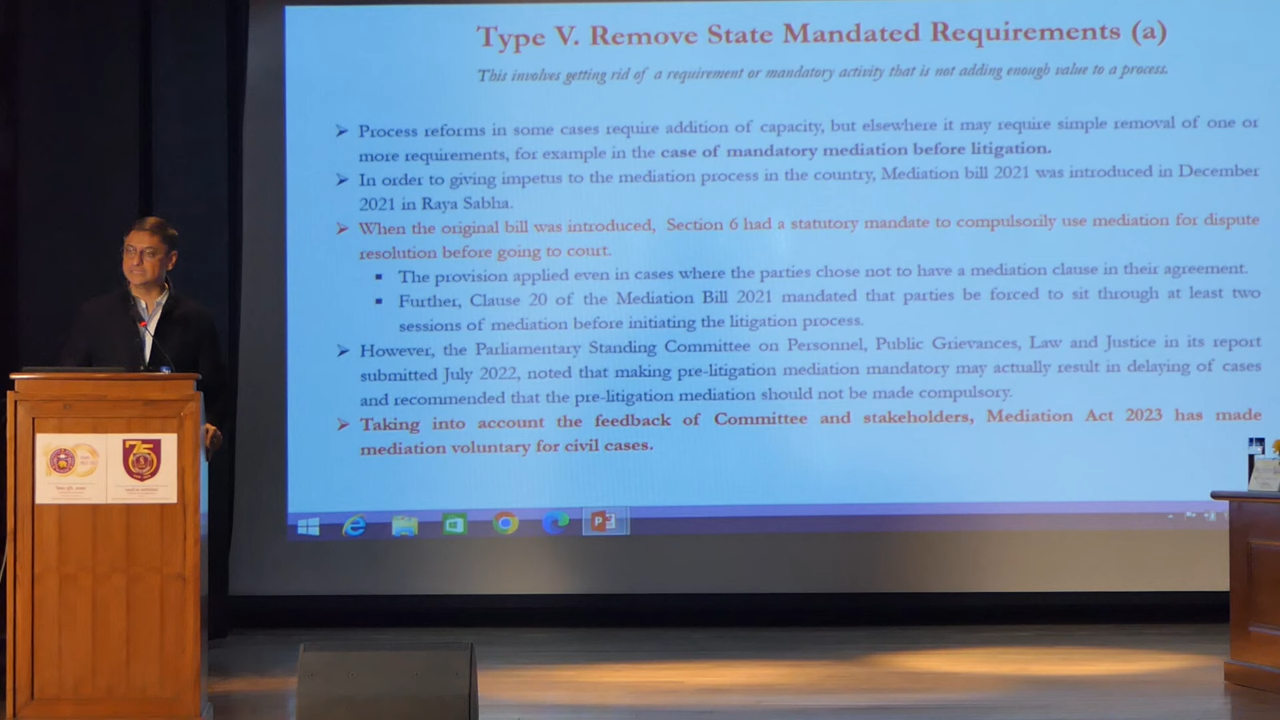 Type V. Remove State Mandated Requirements (a)
This involves getting rid of a requirement or mandatory activity that is not adding enough value to a process.
➤ Process reforms in some cases require addition of capacity, but elsewhere it may require simple removal of one or
more requirements, for example in the case of mandatory mediation before litigation.
➤ In order to giving impetus to the mediation process in the country, Mediation bill 2021 was introduced in December
2021 in Raya Sabha.
➤ When the original bill was introduced, Section 6 had a statutory mandate to compulsorily use mediation for dispute
resolution before going to court.
▪ The provision applied even in cases where the parties chose not to have a mediation clause in their agreement.
▪ Further, Clause 20 of the Mediation Bill 2021 mandated that parties be forced to sit through at least two
sessions of mediation before initiating the litigation process.
➤ However, the Parliamentary Standing Committee on Personnel, Public Grievances, Law and Justice in its report
submitted July 2022, noted that making pre-litigation mediation mandatory may actually result in delaying of cases
and recommended that the pre-litigation mediation should not be made compulsory.
➤ Taking into account the feedback of Committee and stakeholders, Mediation Act 2023 has made
mediation voluntary for civil cases.
75